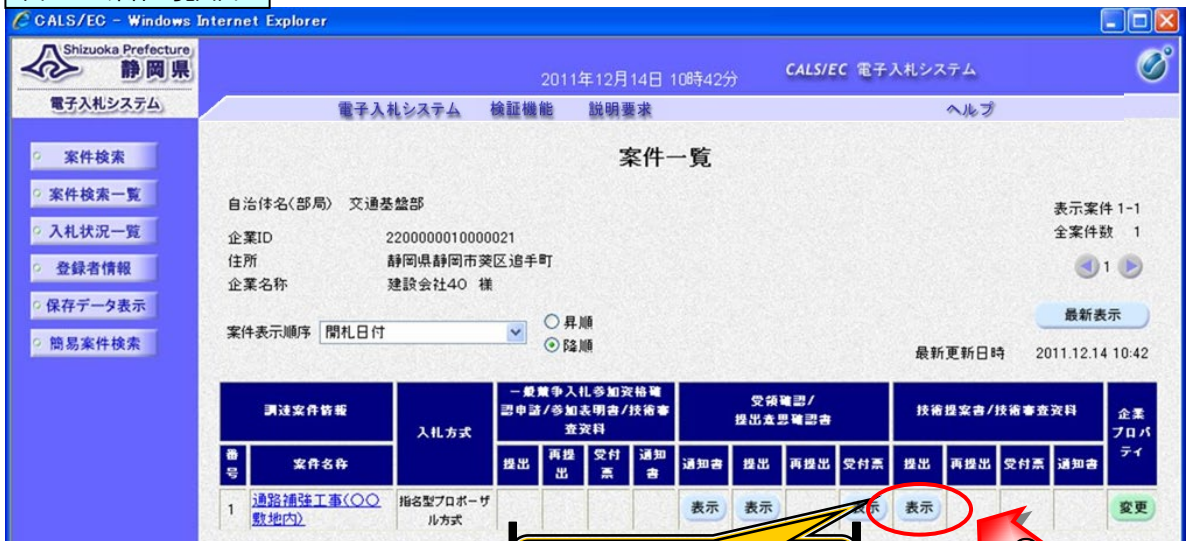 CALS/EC - Windows Internet Explorer
Shizuoka Prefecture
静岡県
電子入札システム
2011年12月14日 10時42分
CALS/EC 電子入札システム
電子入札システム 検証機能 説明要求 ヘルプ
案件検索
案件検索一覧
入札状況一覧
登録者情報
保存データ表示
簡易案件検索
案件一覧
自治体名(部局) 交通基盤部
企業ID 2200000010000021
住所 静岡県静岡市葵区追手町
企業名称 建設会社40 様
案件表示順序 開札日付
昇順
降順
表示案件 1-1
全案件数 1
1
最新表示
最新更新日時 2011.12.14 10:42
調達案件情報
入札方式
一般競争入札参加資格確認申請/参加表明書/技術審査資料
受領確認/
提出意思確認書
技術提案書/技術審査資料
企業プロパティ
番号 案件名称 提出 再提出 受付票 通知書 通知書 提出 再提出 受付票 提出 再提出 受付票 通知書
1 通路補強工事(〇〇敷地内) 指名型プロポーザル方式 表示 表示 表示 表示 変更